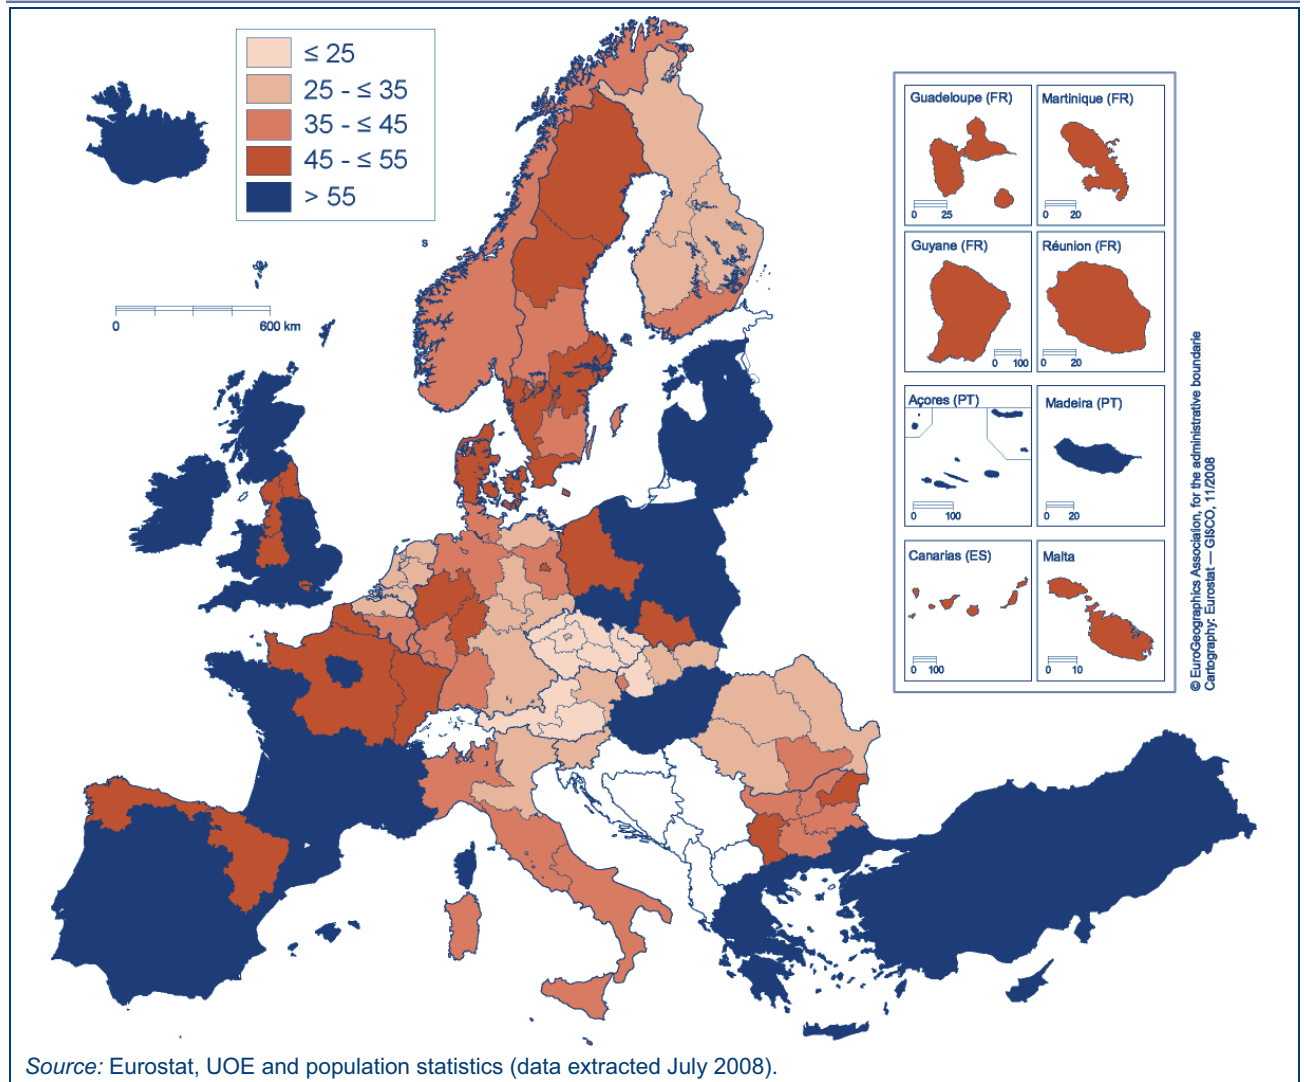 ≤ 25
25 - ≤ 35
35 - ≤ 45
45 - ≤ 55
> 55
s
0 600 km
Guadeloupe (FR)
0 25
Martinique (FR)
0 20
Guyane (FR)
0 100
Réunion (FR)
0 20
Açores (PT)
0 100
Madeira (PT)
0 20
Canarias (ES)
0 100
Malta
0 10
© EuroGeographics Association, for the administrative boundarie
Cartography: Eurostat — GISCO, 11/2008
Source: Eurostat, UOE and population statistics (data extracted July 2008).